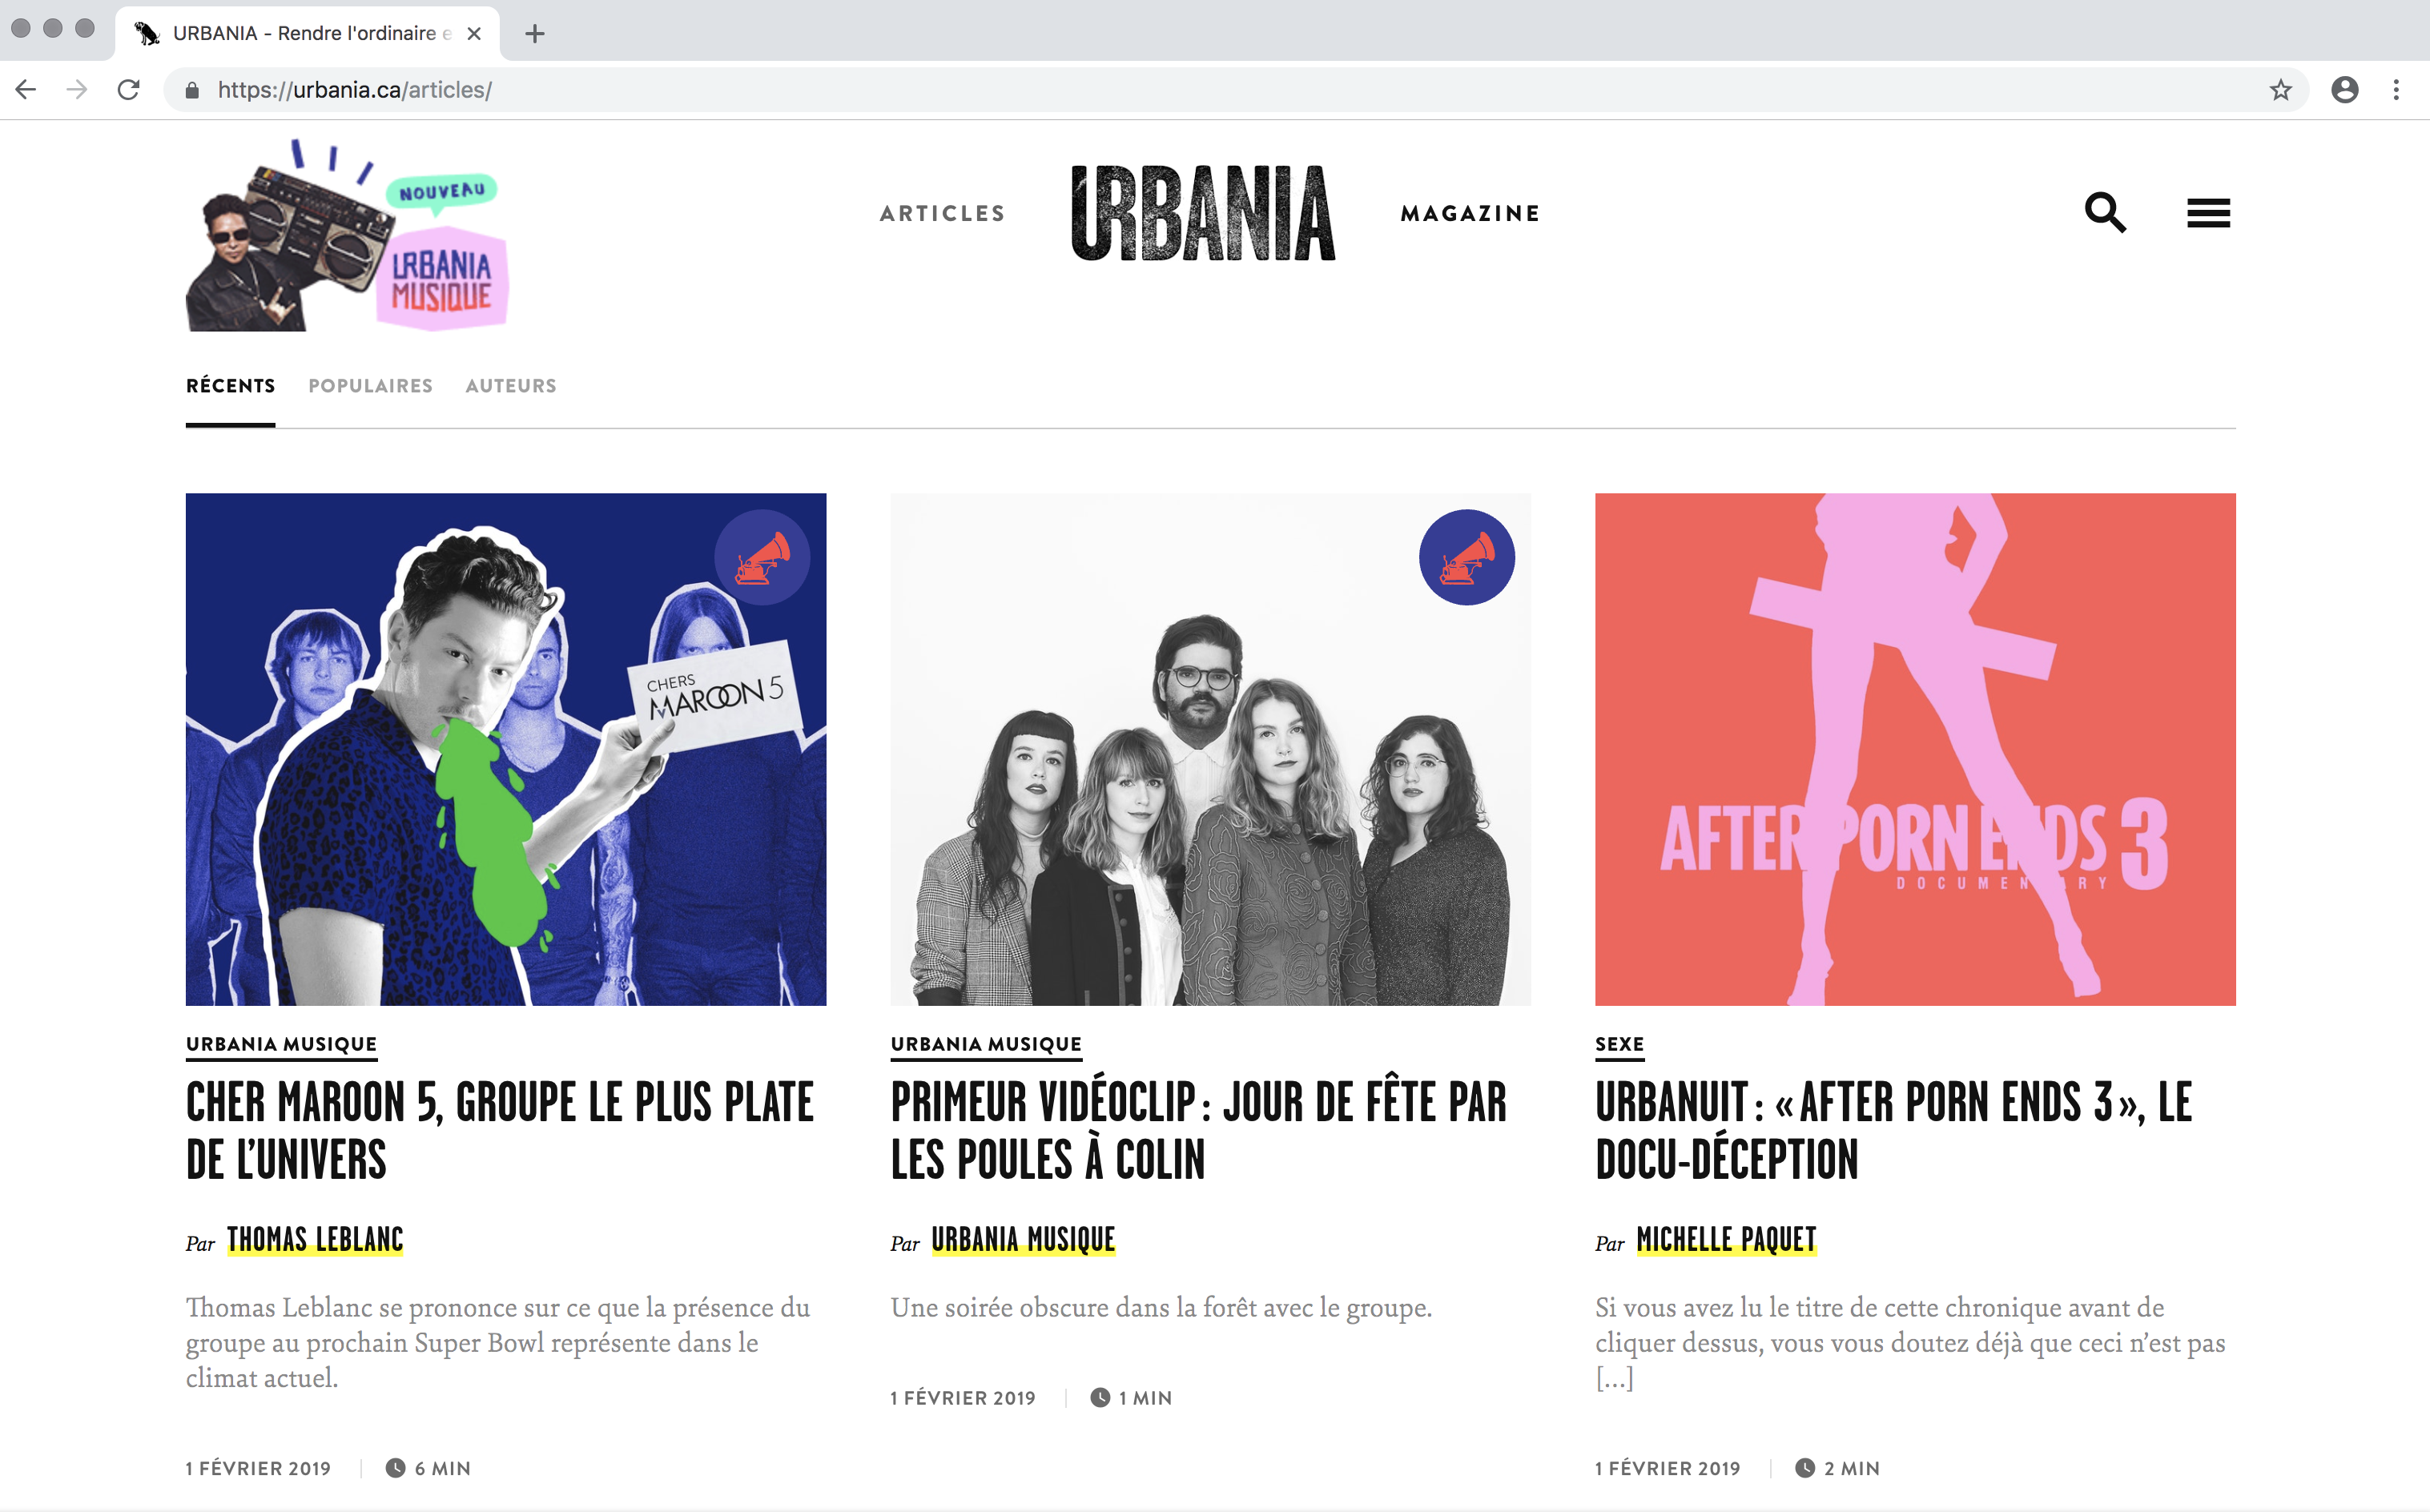 URBANIA - Rendre l'ordinaire e
https://urbania.ca/articles/
NOUVEAU
URBANIA
MUSIQUE
ARTICLES
URBANIA
MAGAZINE
RÉCENTS
POPULAIRES
AUTEURS
CHERS
MAROON 5
AFTER PORN ENDS 3
DOCUMENTARY
URBANIA MUSIQUE
CHER MAROON 5, GROUPE LE PLUS PLATE
DE L’UNIVERS
Par THOMAS LEBLANC
Thomas Leblanc se prononce sur ce que la présence du
groupe au prochain Super Bowl représente dans le
climat actuel.
1 FÉVRIER 2019
6 MIN
URBANIA MUSIQUE
PRIMEUR VIDÉOCLIP : JOUR DE FÊTE PAR
LES POULES À COLIN
Par URBANIA MUSIQUE
Une soirée obscure dans la forêt avec le groupe.
1 FÉVRIER 2019
1 MIN
SEXE
URBANUIT : « AFTER PORN ENDS 3 », LE
DOCU-DÉCEPTION
Par MICHELLE PAQUET
Si vous avez lu le titre de cette chronique avant de
cliquer dessus, vous vous doutez déjà que ceci n’est pas
[…]
1 FÉVRIER 2019
2 MIN